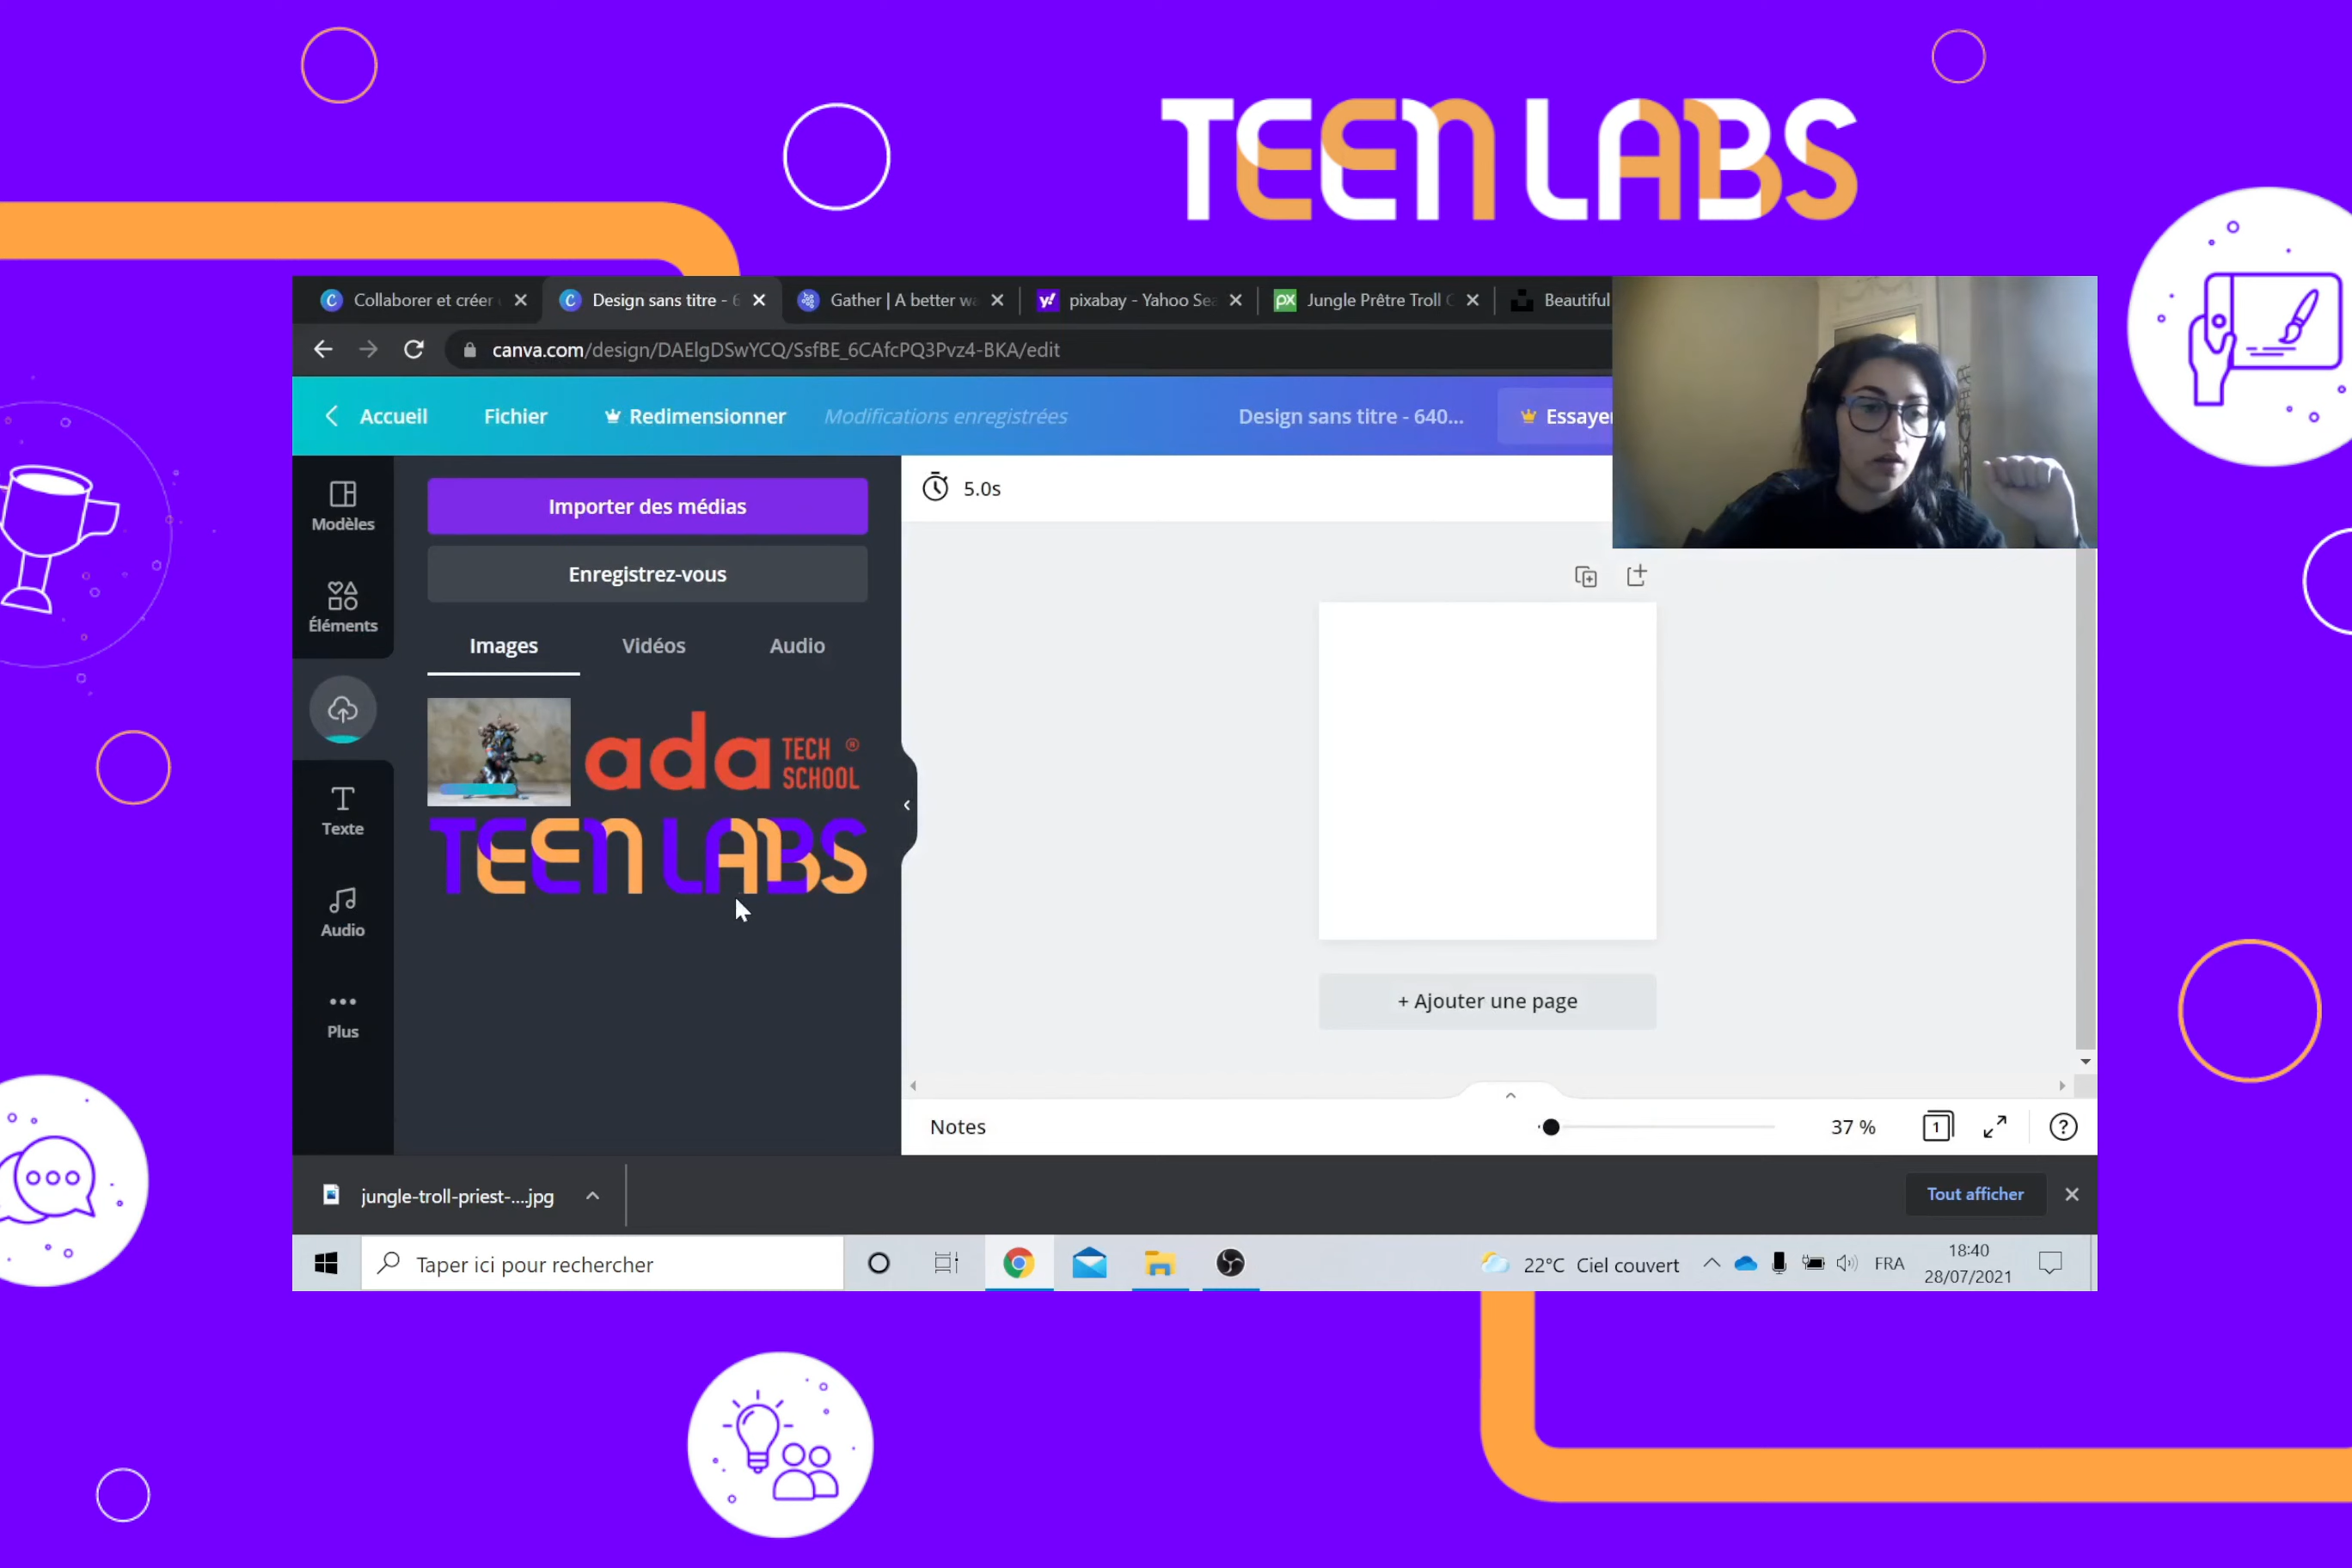 TEEN LABS
Collaborer et créer
Design sans titre - 6
Gather | A better wa
pixabay - Yahoo Sea
Jungle Prêtre Troll
Beautiful
canva.com/design/DAElgDSwYCQ/SsfBE_6CAfcPQ3Pvz4-BKA/edit
Accueil
Fichier
Redimensionner
Modifications enregistrées
Design sans titre - 640...
Essayer
Modèles
Éléments
Texte
Audio
Plus
Importer des médias
Enregistrez-vous
Images
Vidéos
Audio
ada TECH SCHOOL ®
TEEN LABS
5.0s
+ Ajouter une page
Notes
37 %
1
jungle-troll-priest-....jpg
Tout afficher
Taper ici pour rechercher
22°C Ciel couvert
FRA
18:40
28/07/2021